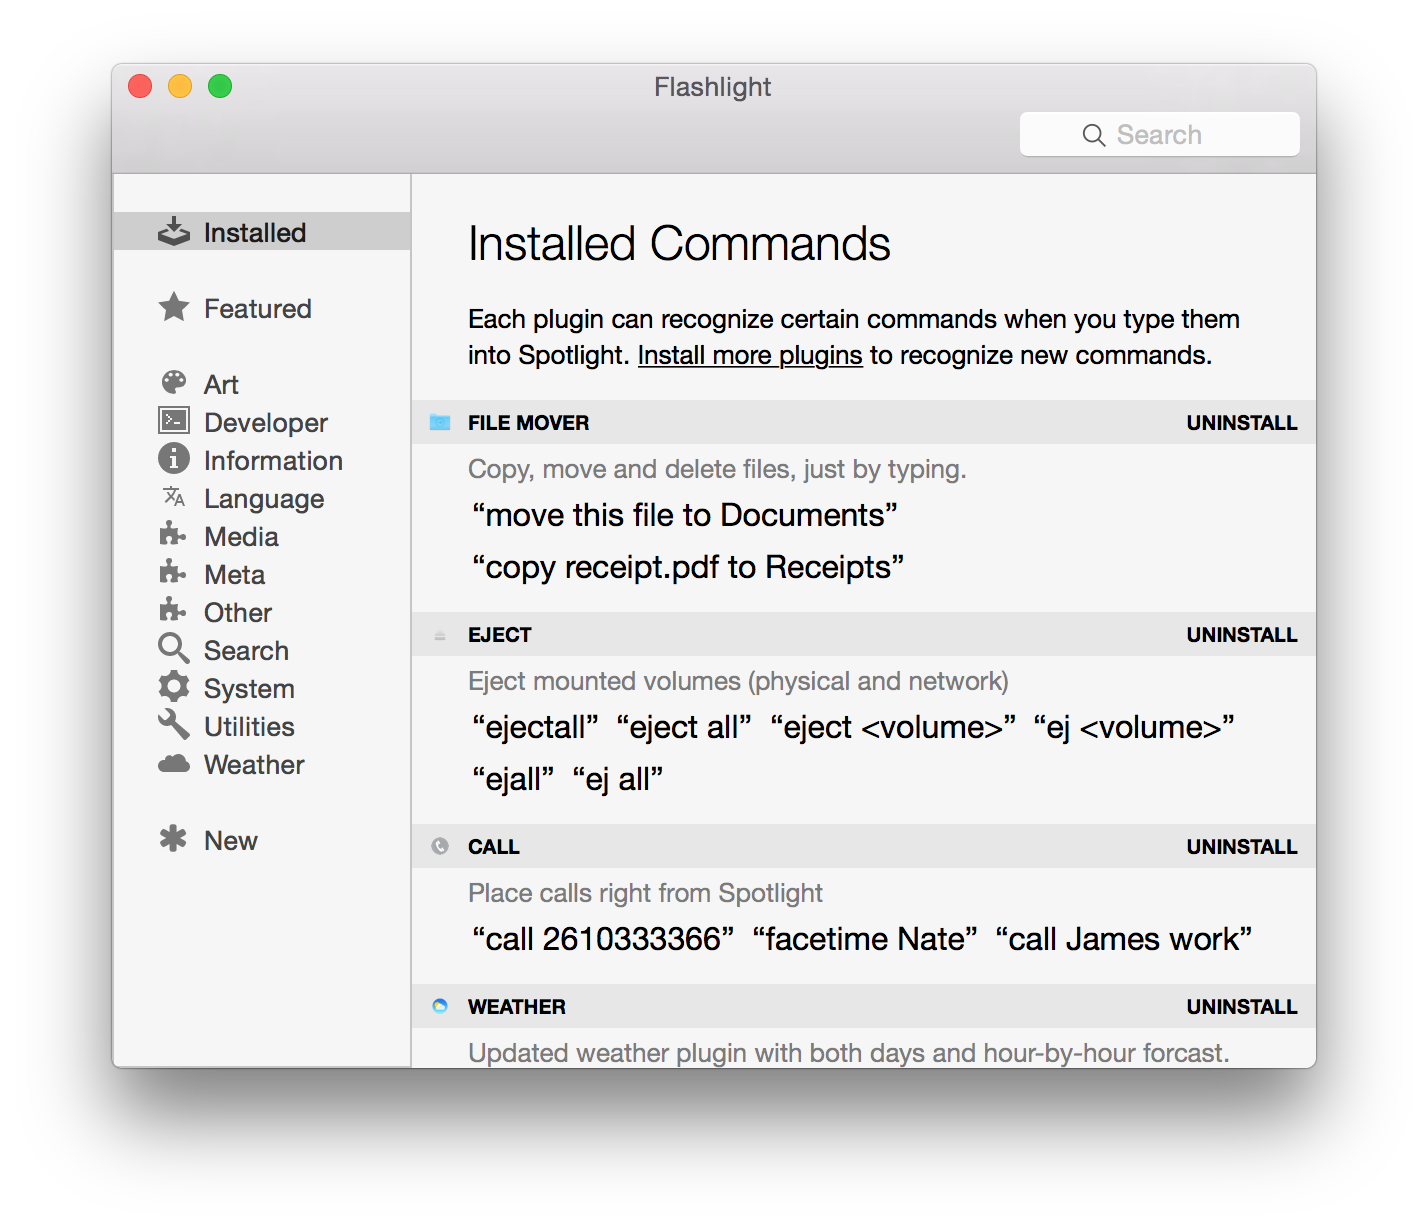 Flashlight
Search
Installed
Featured
Art
Developer
Information
Language
Media
Meta
Other
Search
System
Utilities
Weather
New
Installed Commands
Each plugin can recognize certain commands when you type them
into Spotlight. Install more plugins to recognize new commands.
FILE MOVER UNINSTALL
Copy, move and delete files, just by typing.
“move this file to Documents”
“copy receipt.pdf to Receipts”
EJECT UNINSTALL
Eject mounted volumes (physical and network)
“ejectall” “eject all” “eject <volume>” “ej <volume>”
“ejall” “ej all”
CALL UNINSTALL
Place calls right from Spotlight
“call 2610333366” “facetime Nate” “call James work”
WEATHER UNINSTALL
Updated weather plugin with both days and hour-by-hour forcast.